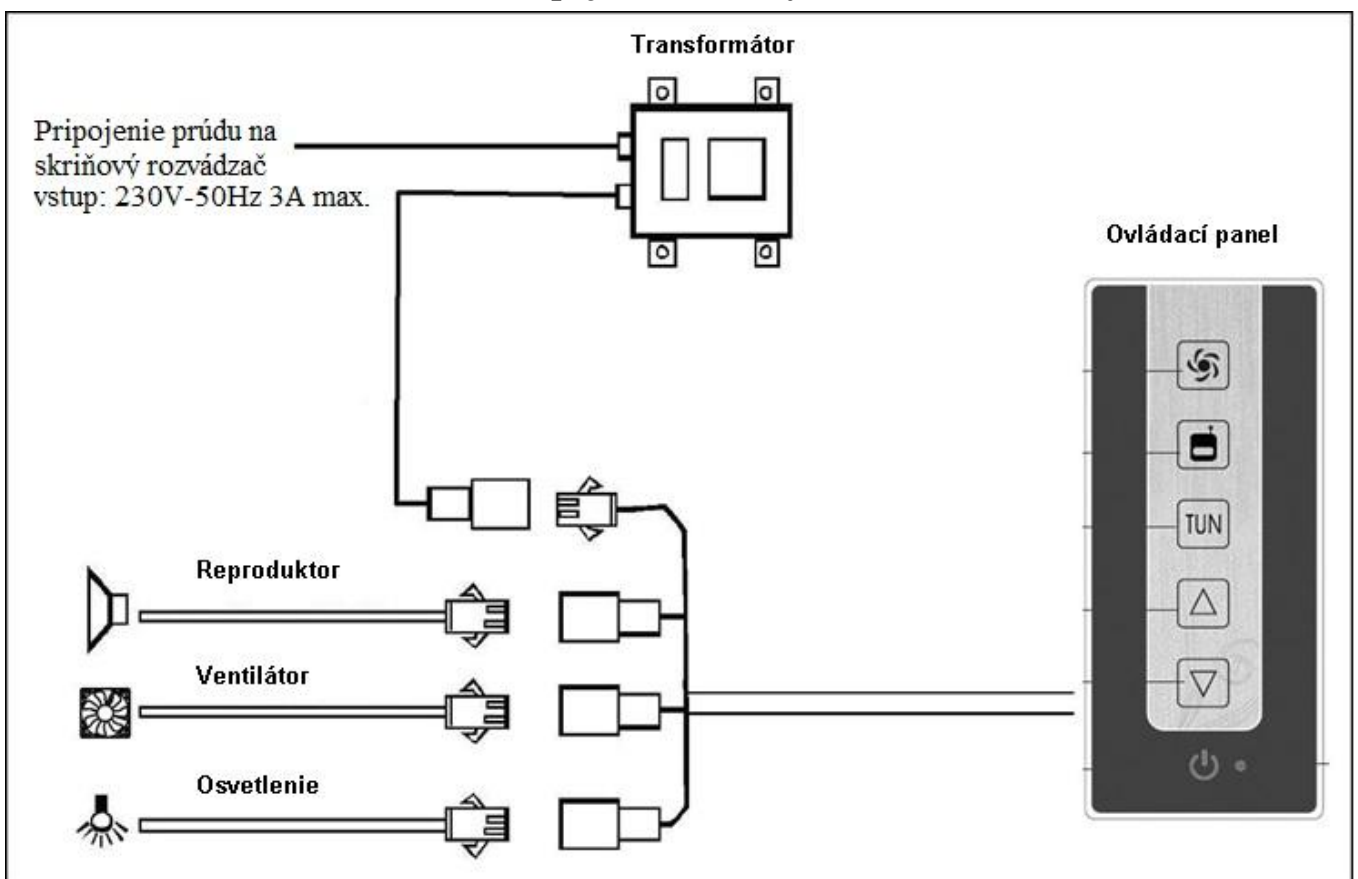 Transformátor
Pripojenie prúdu na
skriňový rozvádzač
vstup: 230V-50Hz 3A max.
Ovládací panel
TUN
Reproduktor
Ventilátor
Osvetlenie